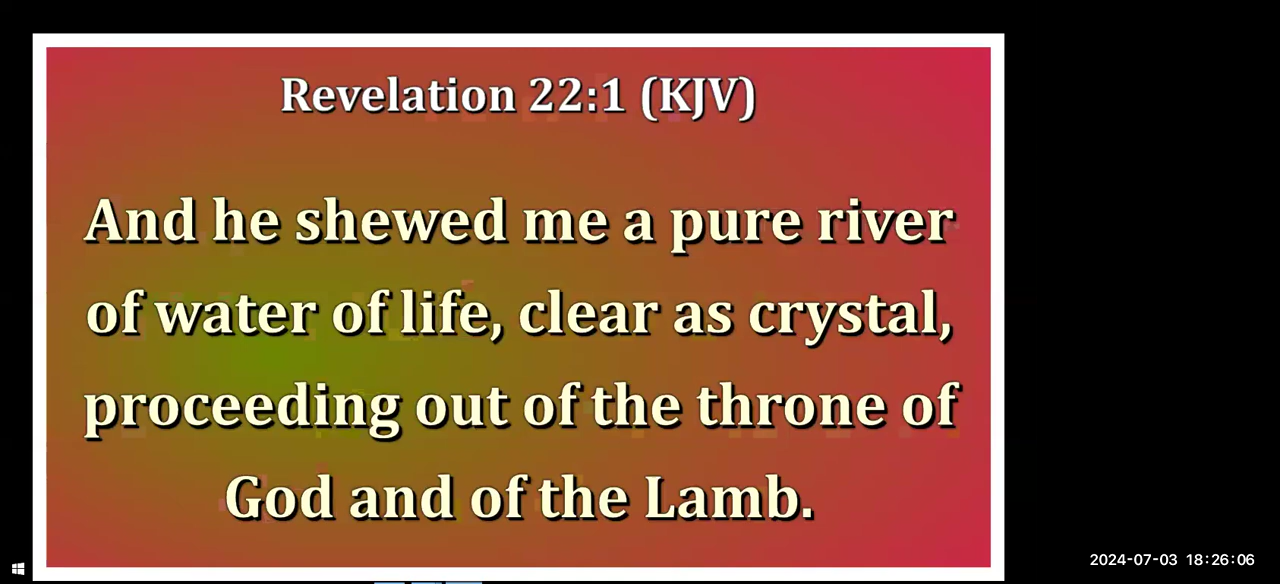 Revelation 22:1 (KJV)
And he shewed me a pure river
of water of life, clear as crystal,
proceeding out of the throne of
God and of the Lamb.
2024-07-03 18:26:06